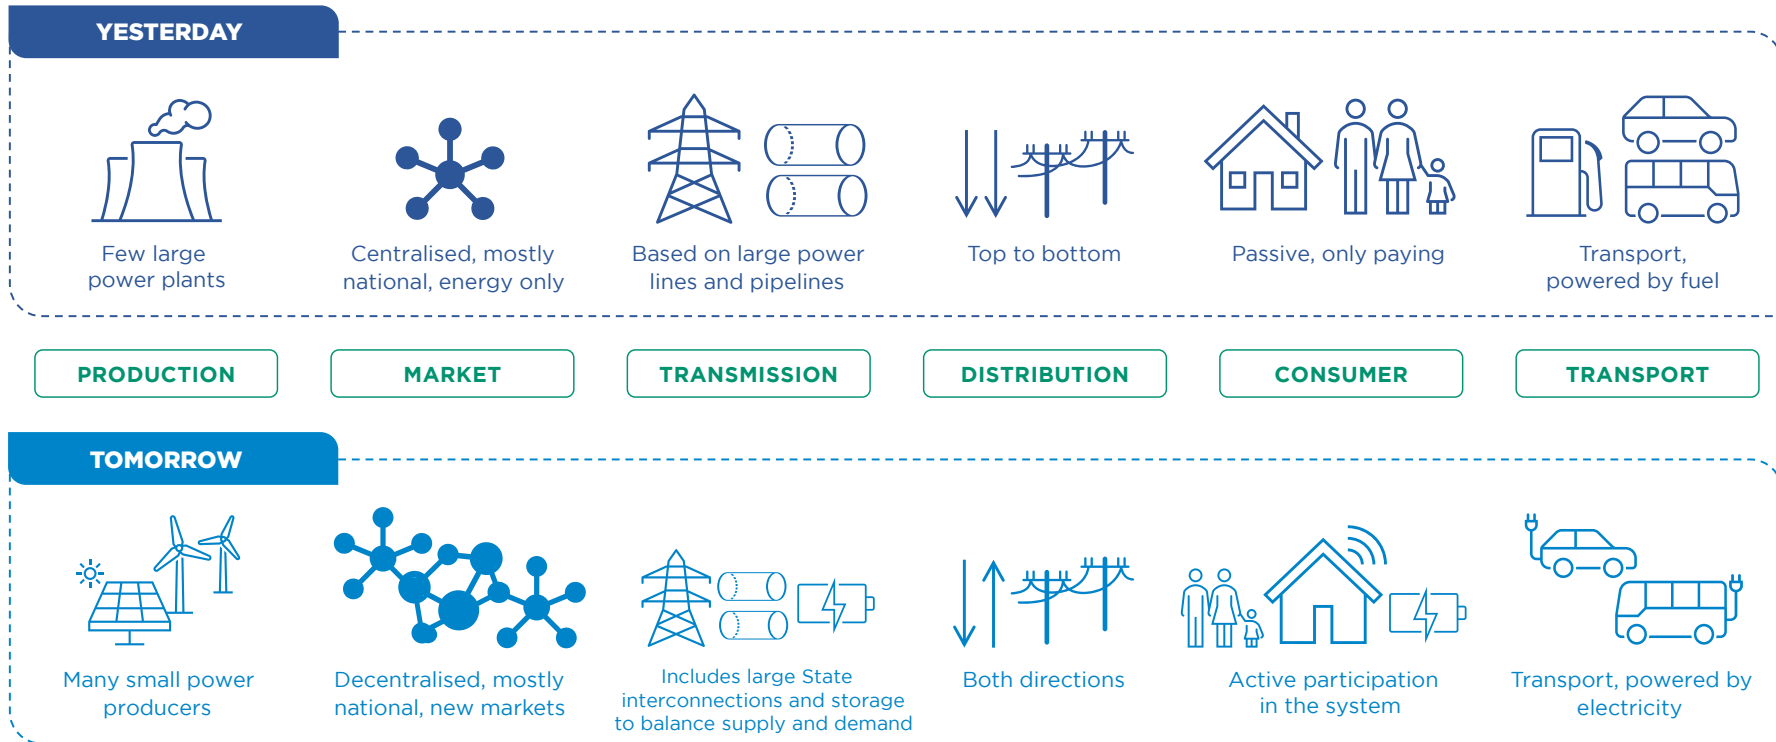 YESTERDAY
Few large
power plants
Centralised, mostly
national, energy only
Based on large power
lines and pipelines
Top to bottom
Passive, only paying
Transport,
powered by fuel
PRODUCTION
MARKET
TRANSMISSION
DISTRIBUTION
CONSUMER
TRANSPORT
TOMORROW
Many small power
producers
Decentralised, mostly
national, new markets
Includes large State
interconnections and storage
to balance supply and demand
Both directions
Active participation
in the system
Transport, powered by
electricity